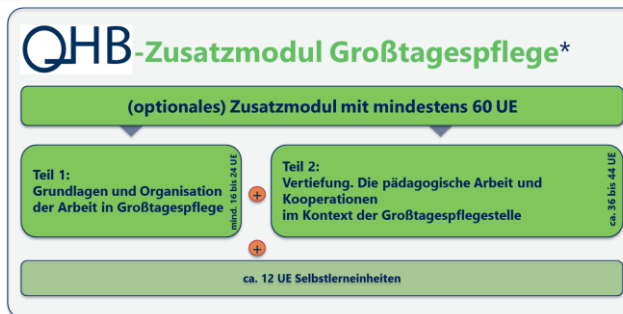 QHB-Zusatzmodul Großtagespflege*
(optionales) Zusatzmodul mit mindestens 60 UE
Teil 1:
Grundlagen und Organisation
der Arbeit in Großtagespflege
mind. 16 bis 24 UE
+
Teil 2:
Vertiefung. Die pädagogische Arbeit und
Kooperationen
im Kontext der Großtagespflegestelle
ca. 36 bis 44 UE
+
ca. 12 UE Selbstlerneinheiten